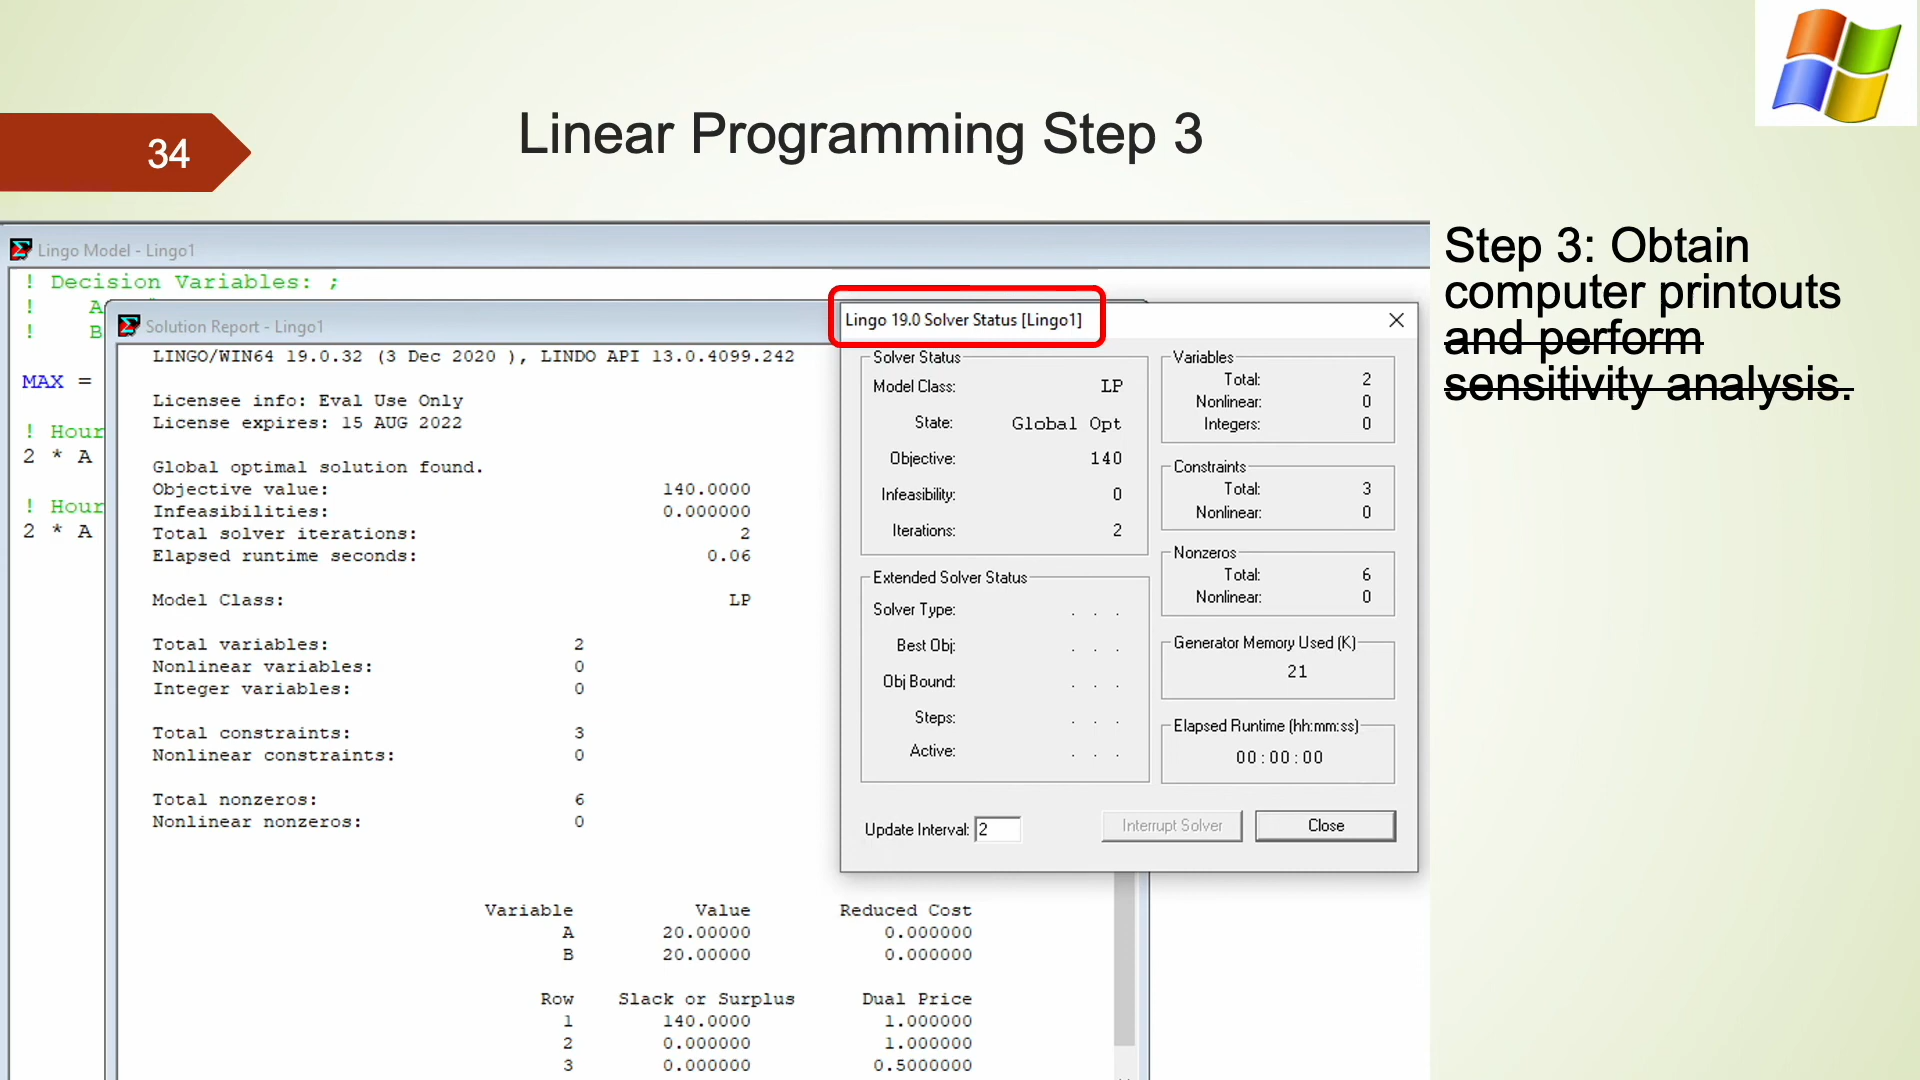 34
Linear Programming Step 3
Step 3: Obtain
computer printouts
and perform
sensitivity analysis.
Lingo Model - Lingo1
! Decision Variables: ;
! A
! B
MAX =
! Hour
2 * A
! Hour
2 * A
Solution Report - Lingo1
LINGO/WIN64 19.0.32 (3 Dec 2020 ), LINDO API 13.0.4099.242
Licensee info: Eval Use Only
License expires: 15 AUG 2022
Global optimal solution found.
Objective value: 140.0000
Infeasibilities: 0.000000
Total solver iterations: 2
Elapsed runtime seconds: 0.06
Model Class: LP
Total variables: 2
Nonlinear variables: 0
Integer variables: 0
Total constraints: 3
Nonlinear constraints: 0
Total nonzeros: 6
Nonlinear nonzeros: 0
Variable Value Reduced Cost
A 20.00000 0.000000
B 20.00000 0.000000
Row Slack or Surplus Dual Price
1 140.0000 1.000000
2 0.000000 1.000000
3 0.000000 0.5000000
Lingo 19.0 Solver Status [Lingo1]
Solver Status
Model Class: LP
State: Global Opt
Objective: 140
Infeasibility: 0
Iterations: 2
Extended Solver Status
Solver Type: . . .
Best Obj: . . .
Obj Bound: . . .
Steps: . . .
Active: . . .
Variables
Total: 2
Nonlinear: 0
Integers: 0
Constraints
Total: 3
Nonlinear: 0
Nonzeros
Total: 6
Nonlinear: 0
Generator Memory Used (K)
21
Elapsed Runtime (hh:mm:ss)
00:00:00
Update Interval: 2
Interrupt Solver
Close